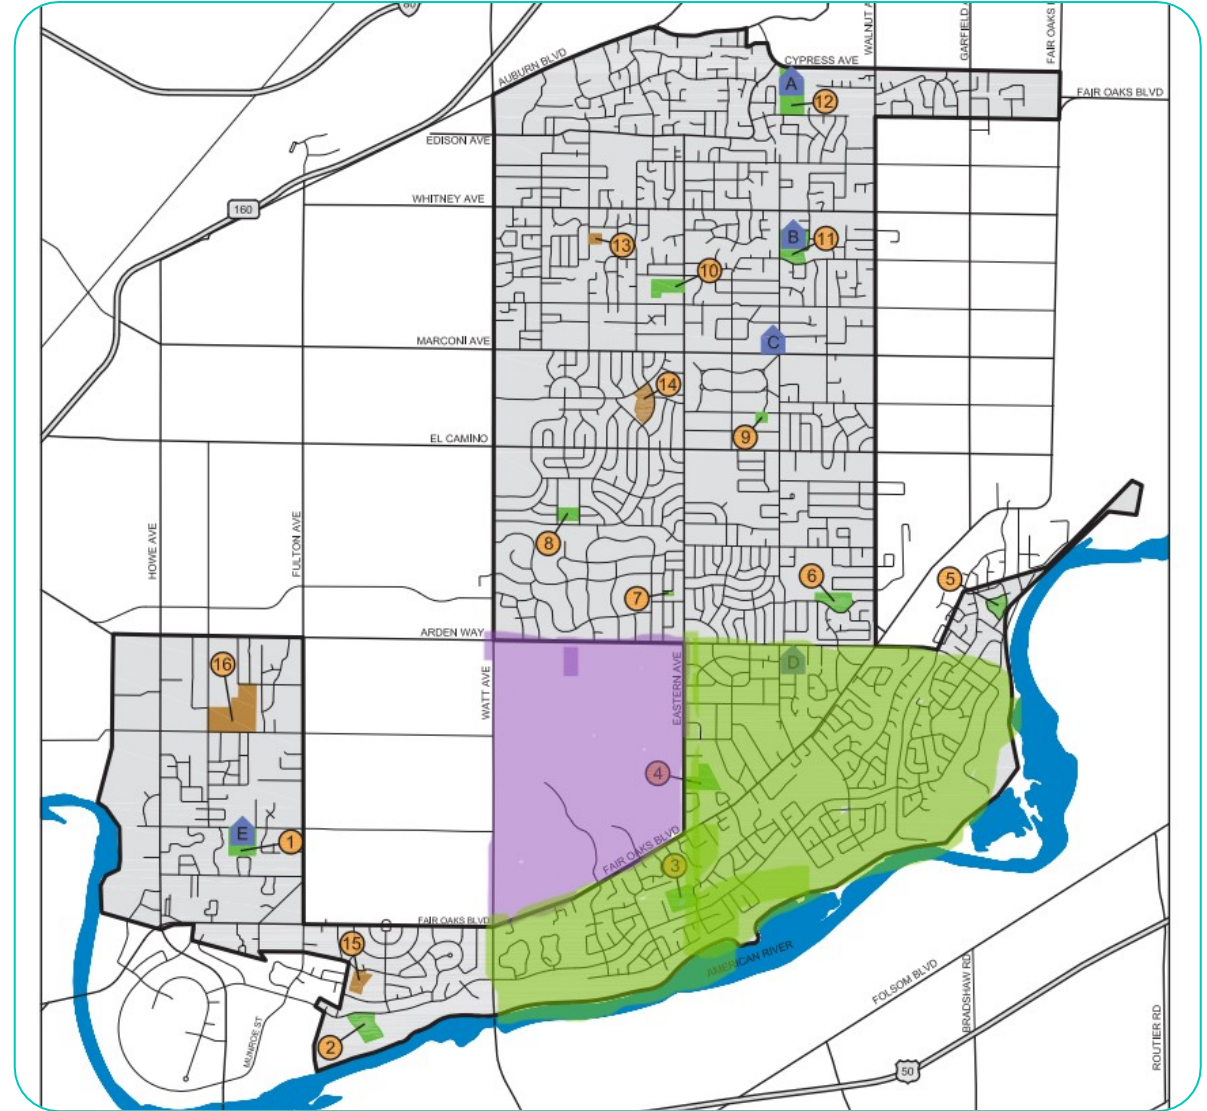 80
AUBURN BLVD
CYPRESS AVE
WALNUT A
GARFIELD
FAIR OAKS
FAIR OAKS BLVD
A
12
EDISON AVE
WHITNEY AVE
160
13
B
11
10
MARCONI AVE
C
14
9
EL CAMINO
HOWE AVE
FULTON AVE
8
7
6
5
ARDEN WAY
WATT AVE
EASTERN AVE
D
16
4
E
1
FAIR OAKS BLVD
3
FAIR OAKS BLVD
15
2
MUNROE ST
AMERICAN RIVER
FOLSOM BLVD
BRADSHAW RD
ROUTIER RD
50